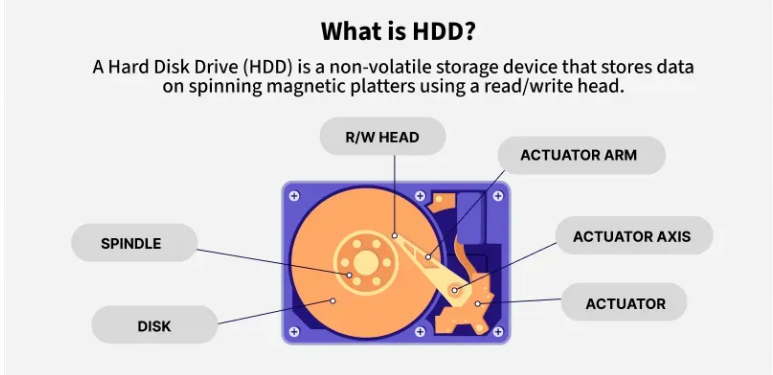 What is HDD?
A Hard Disk Drive (HDD) is a non-volatile storage device that stores data
on spinning magnetic platters using a read/write head.
R/W HEAD
ACTUATOR ARM
SPINDLE
ACTUATOR AXIS
ACTUATOR
DISK